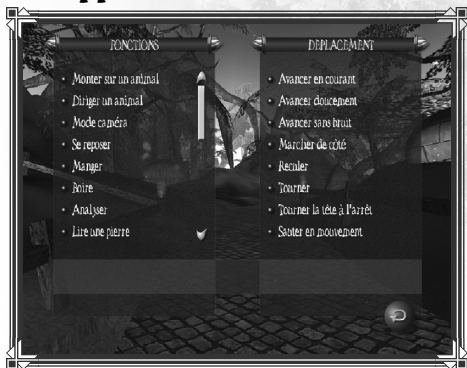 FONCTIONS
Monter sur un animal
Diriger un animal
Mode caméra
Se reposer
Manger
Boire
Analyser
Lire une pierre
DEPLACEMENT
Avancer en courant
Avancer doucement
Avancer sans bruit
Marcher de côté
Reculer
Tourner
Tourner la tête à l'arrêt
Sauter en mouvement